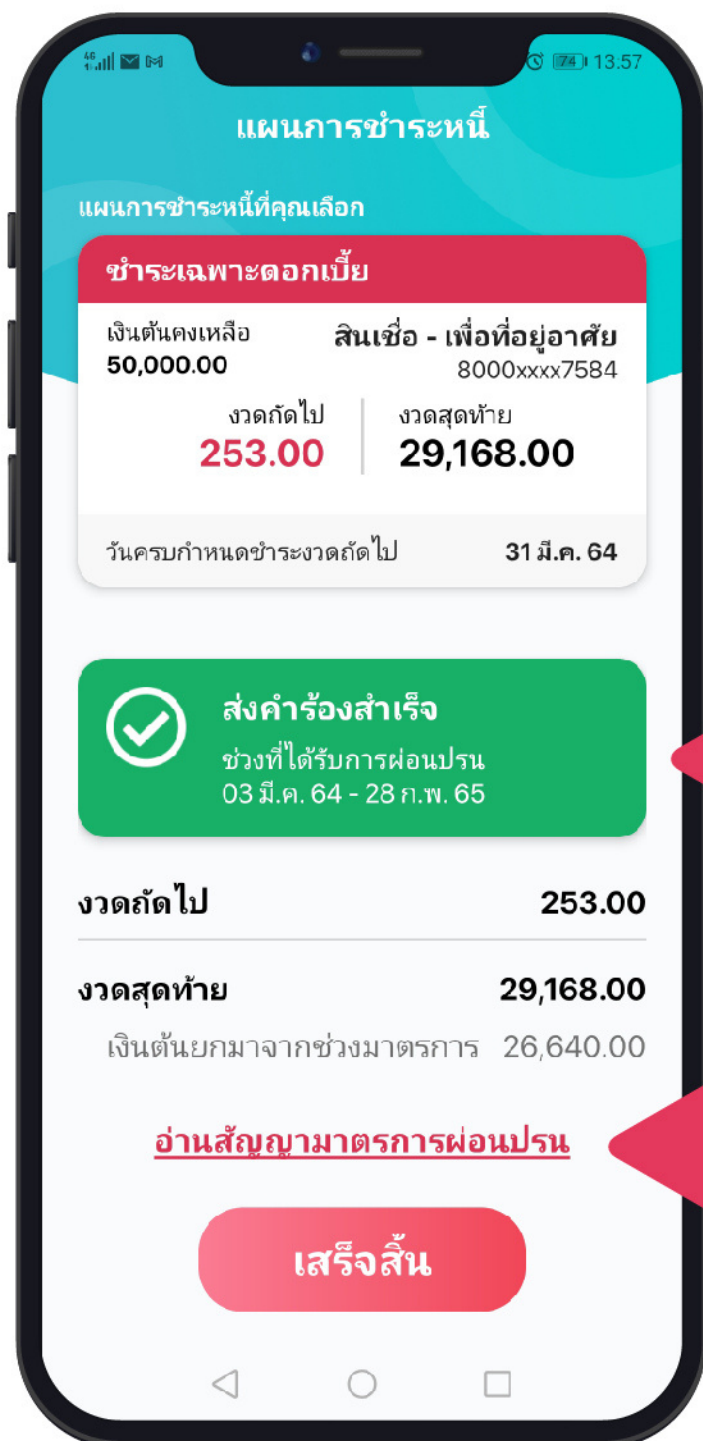 46
74 13:57
แผนการชำระหนี้
แผนการชำระหนี้ที่คุณเลือก
ชำระเฉพาะดอกเบี้ย
เงินต้นคงเหลือ สินเชื่อ - เพื่อที่อยู่อาศัย
50,000.00 8000xxxx7584
งวดถัดไป งวดสุดท้าย
253.00 29,168.00
วันครบกำหนดชำระงวดถัดไป 31 มี.ค. 64
ส่งคำร้องสำเร็จ
ช่วงที่ได้รับการผ่อนปรน
03 มี.ค. 64 - 28 ก.พ. 65
งวดถัดไป 253.00
งวดสุดท้าย 29,168.00
เงินต้นยกมาจากช่วงมาตรการ 26,640.00
อ่านสัญญามาตรการผ่อนปรน
เสร็จสิ้น